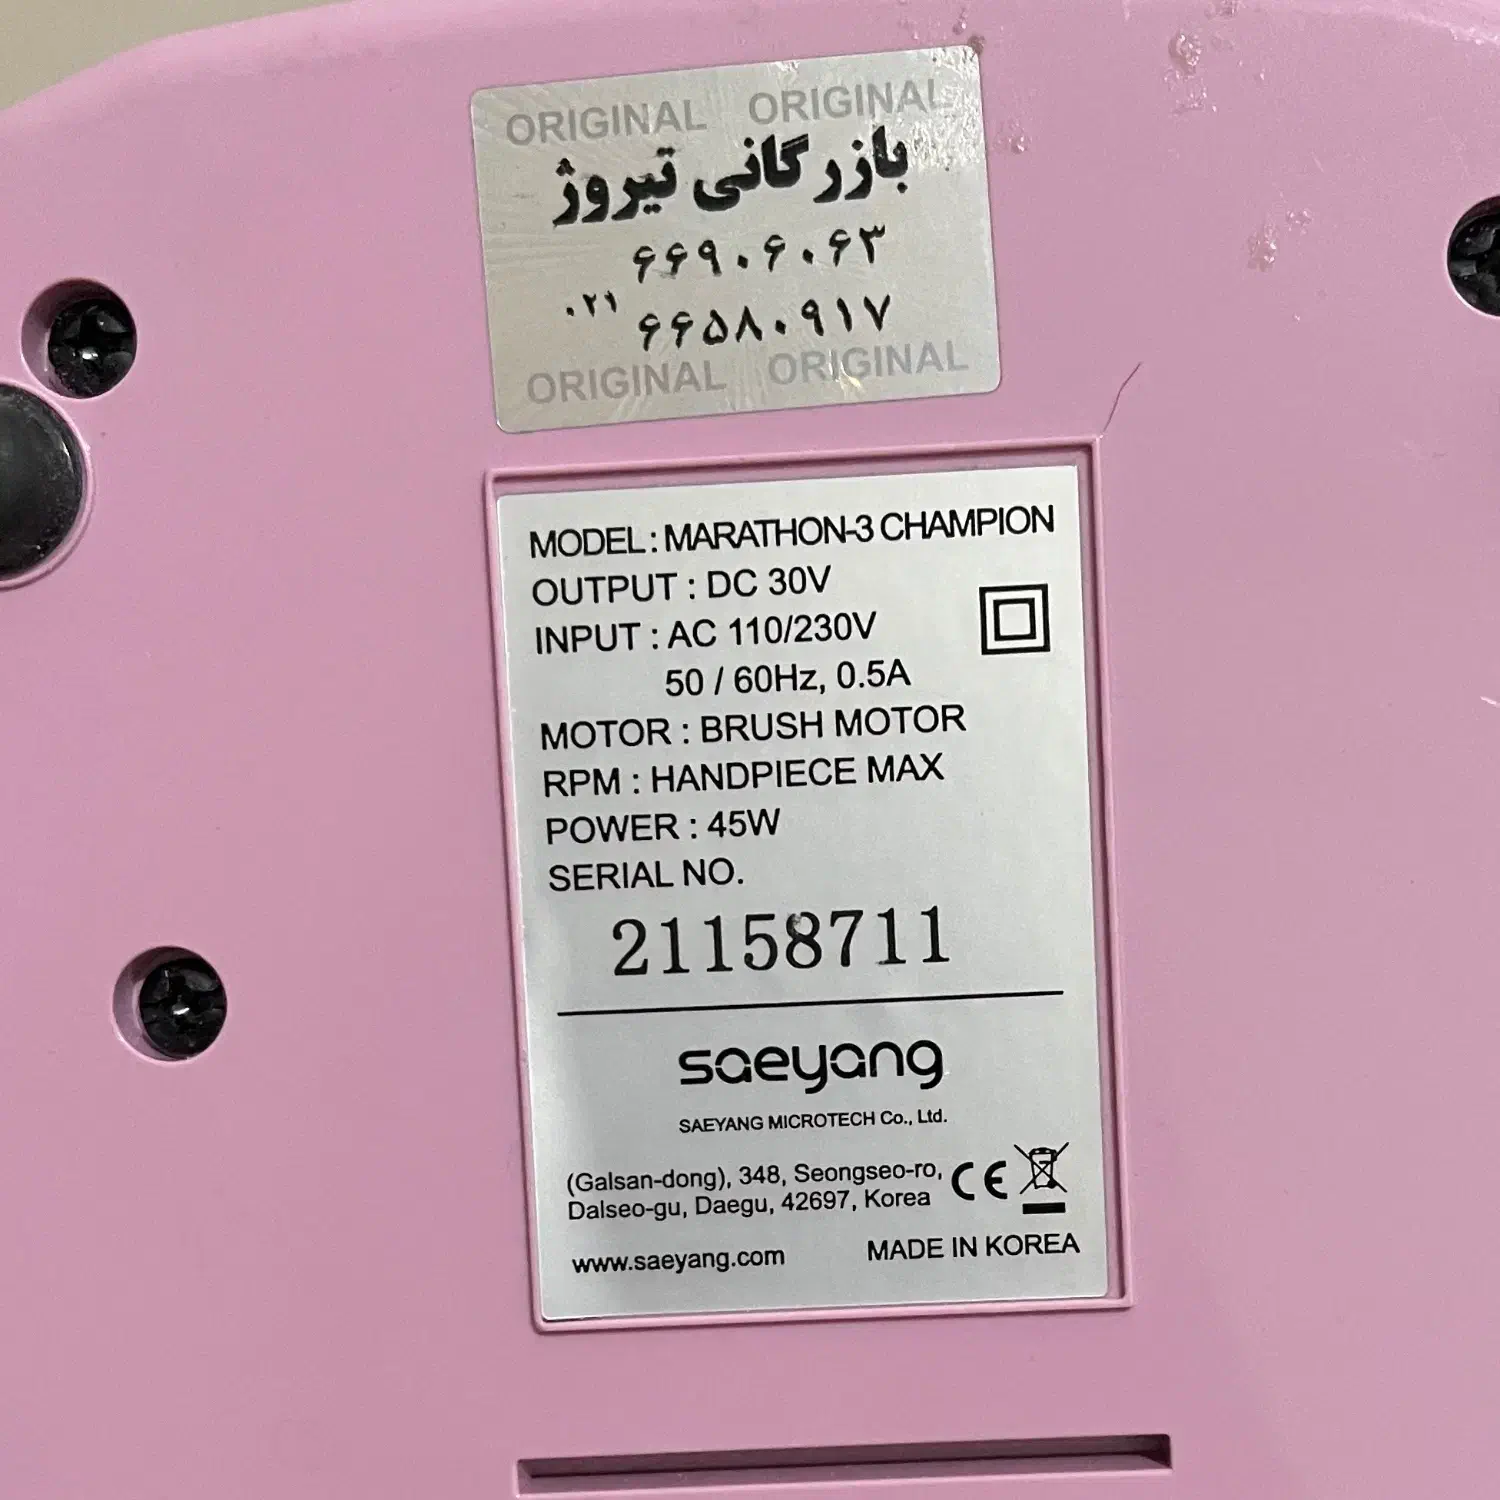 ORIGINAL ORIGINAL
بازرگانی تیروژ
۶۶۹۰۶۰۶۳
۰۲۱ ۶۶۵۸۰۹۱۷
ORIGINAL ORIGINAL
MODEL : MARATHON-3 CHAMPION
OUTPUT : DC 30V
INPUT : AC 110/230V
50 / 60Hz, 0.5A
MOTOR : BRUSH MOTOR
RPM : HANDPIECE MAX
POWER : 45W
SERIAL NO.
21158711
saeyang
SAEYANG MICROTECH Co., Ltd.
(Galsan-dong), 348, Seongseo-ro,
Dalseo-gu, Daegu, 42697, Korea
CE
www.saeyang.com MADE IN KOREA